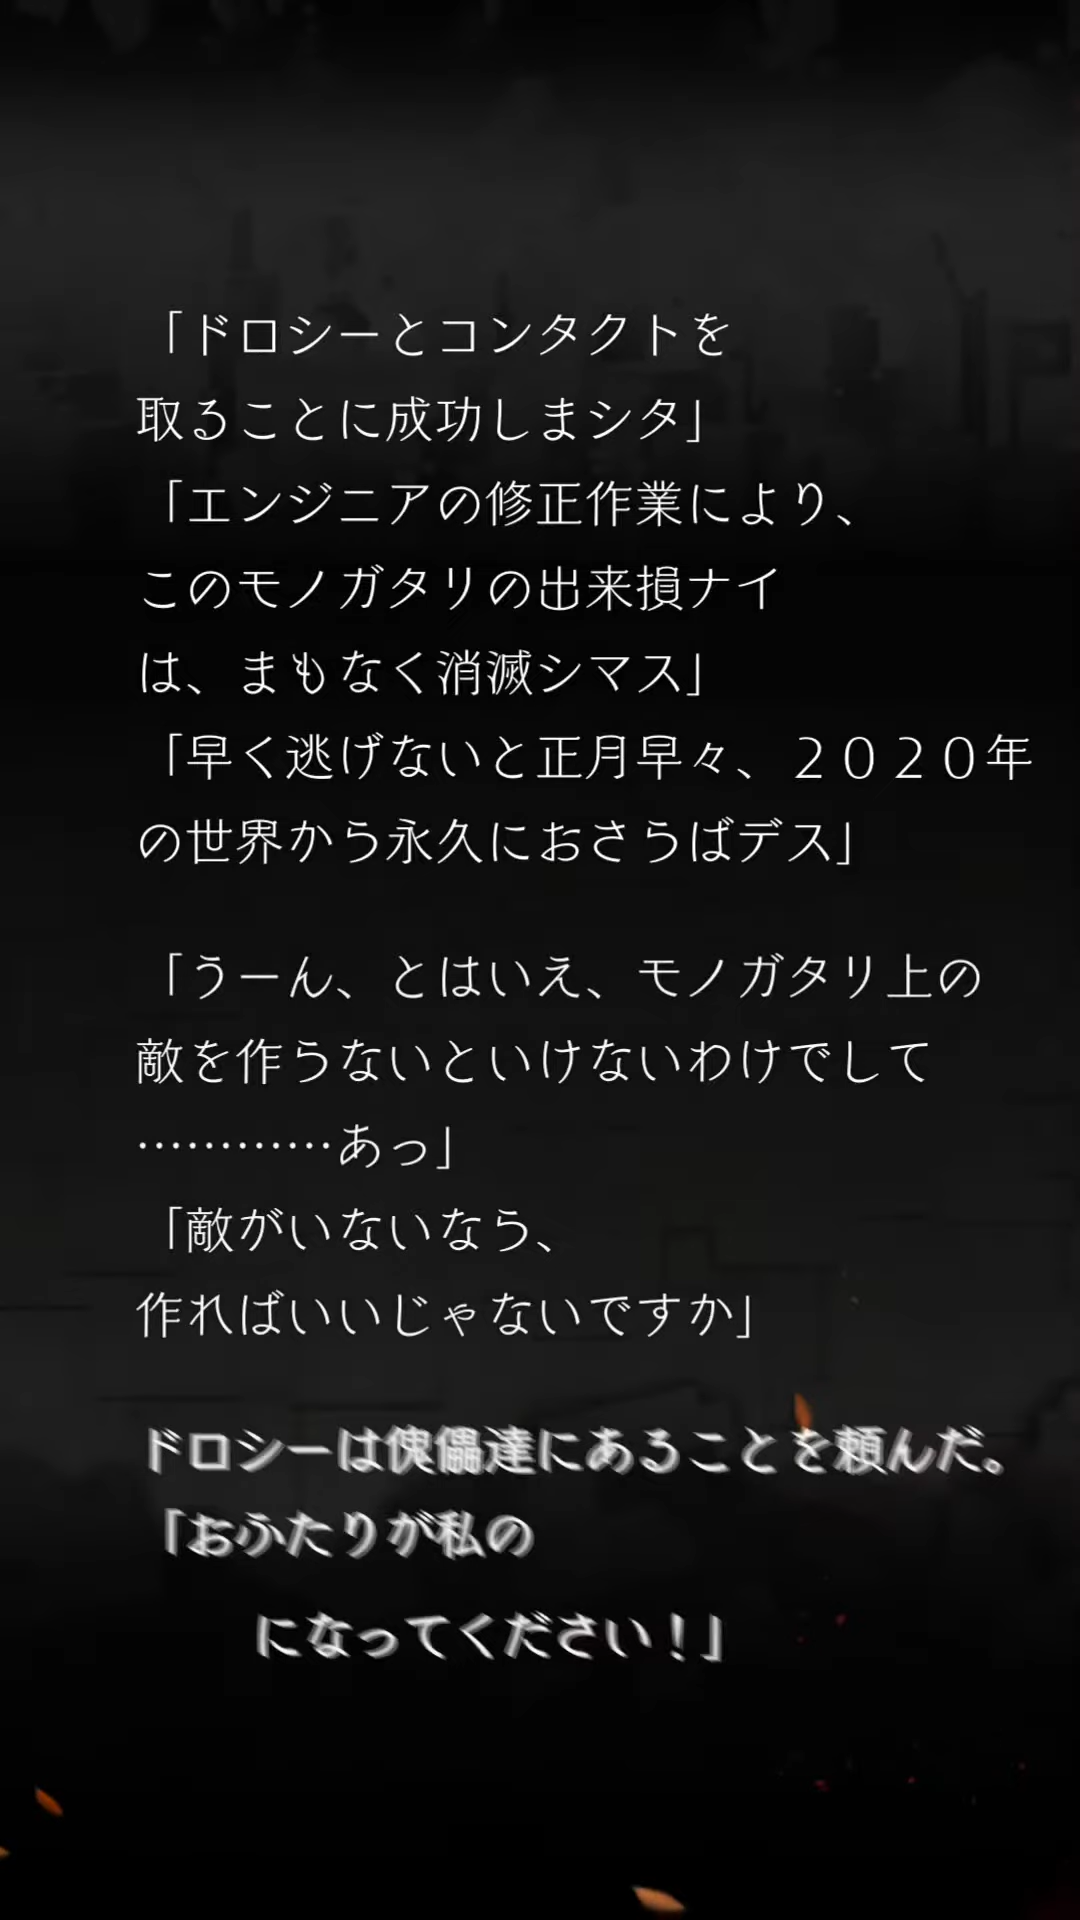 「ドロシーとコンタクトを
取ることに成功しまシタ」
「エンジニアの修正作業により、
このモノガタリの出来損ナイ
は、まもなく消滅シマス」
「早く逃げないと正月早々、２０２０年
の世界から永久におさらばデス」
「うーん、とはいえ、モノガタリ上の
敵を作らないといけないわけでして
…………あっ」
「敵がいないなら、
作ればいいじゃないですか」
ドロシーは傀儡達にあることを頼んだ。
「おふたりが私の
になってください！」